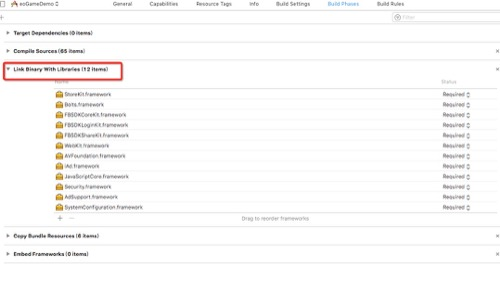 eoGameDemo General Capabilities Resource Tags Info Build Settings Build Phases Build Rules
+ Filter
Target Dependencies (0 items)
Compile Sources (65 items)
Link Binary With Libraries (12 items)
Name Status
StoreKit.framework Required
Bolts.framework Required
FBSDKCoreKit.framework Required
FBSDKLoginKit.framework Required
FBSDKShareKit.framework Required
WebKit.framework Required
AVFoundation.framework Required
iAd.framework Required
JavaScriptCore.framework Required
Security.framework Required
AdSupport.framework Required
SystemConfiguration.framework Required
+ − Drag to reorder frameworks
Copy Bundle Resources (6 items)
Embed Frameworks (0 items)